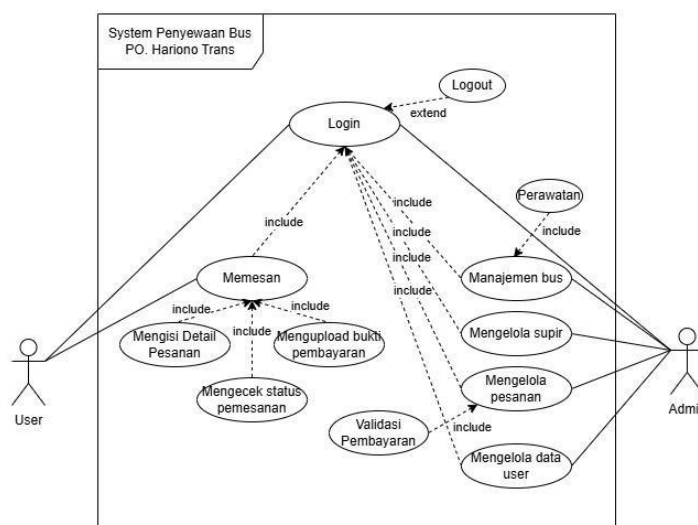 System Penyewaan Bus
PO. Hariono Trans
Logout
extend
Login
Perawatan
include
include
include
include
include
include
Memesan
Manajemen bus
include
include
include
Mengisi Detail
Pesanan
Mengupload bukti
pembayaran
Mengelola supir
Mengecek status
pemesanan
Mengelola
pesanan
User
Admi
Validasi
Pembayaran
include
Mengelola data
user